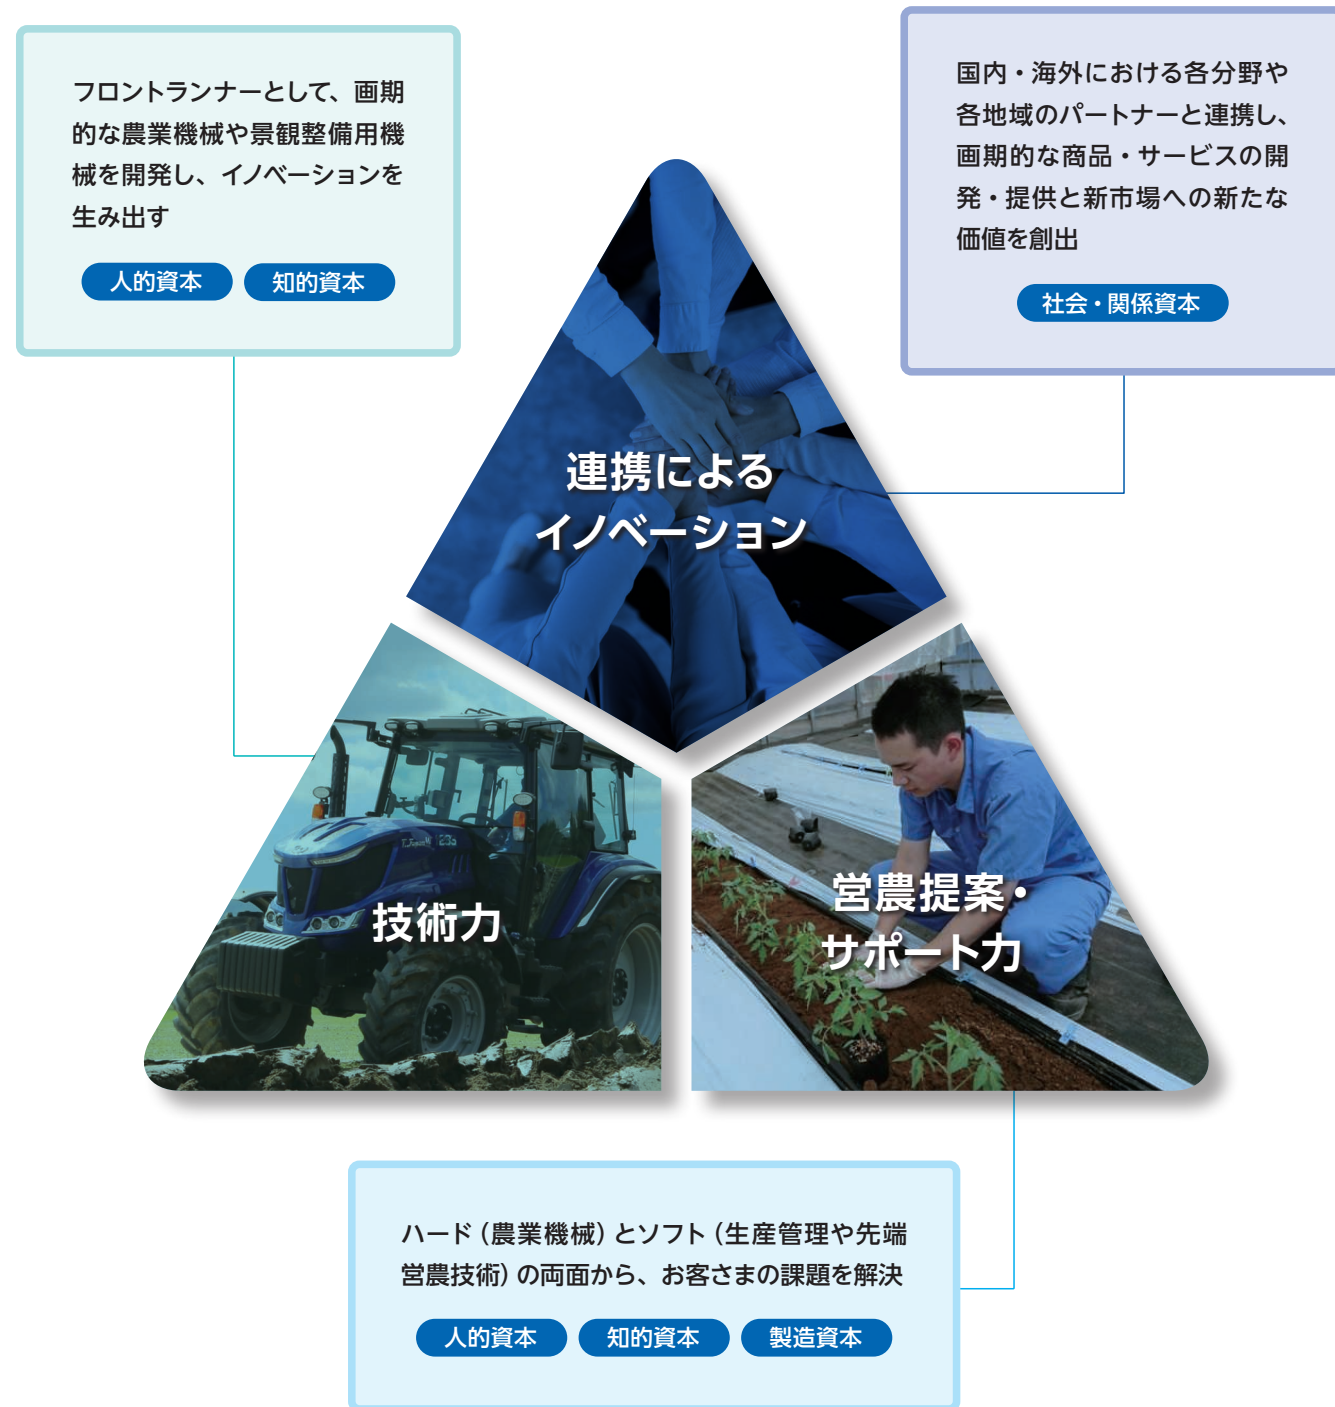 フロントランナーとして、画期
的な農業機械や景観整備用機
械を開発し、イノベーションを
生み出す
人的資本 知的資本
国内・海外における各分野や
各地域のパートナーと連携し、
画期的な商品・サービスの開
発・提供と新市場への新たな
価値を創出
社会・関係資本
連携による
イノベーション
技術力
営農提案・
サポート力
ハード（農業機械）とソフト（生産管理や先端
営農技術）の両面から、お客さまの課題を解決
人的資本 知的資本 製造資本